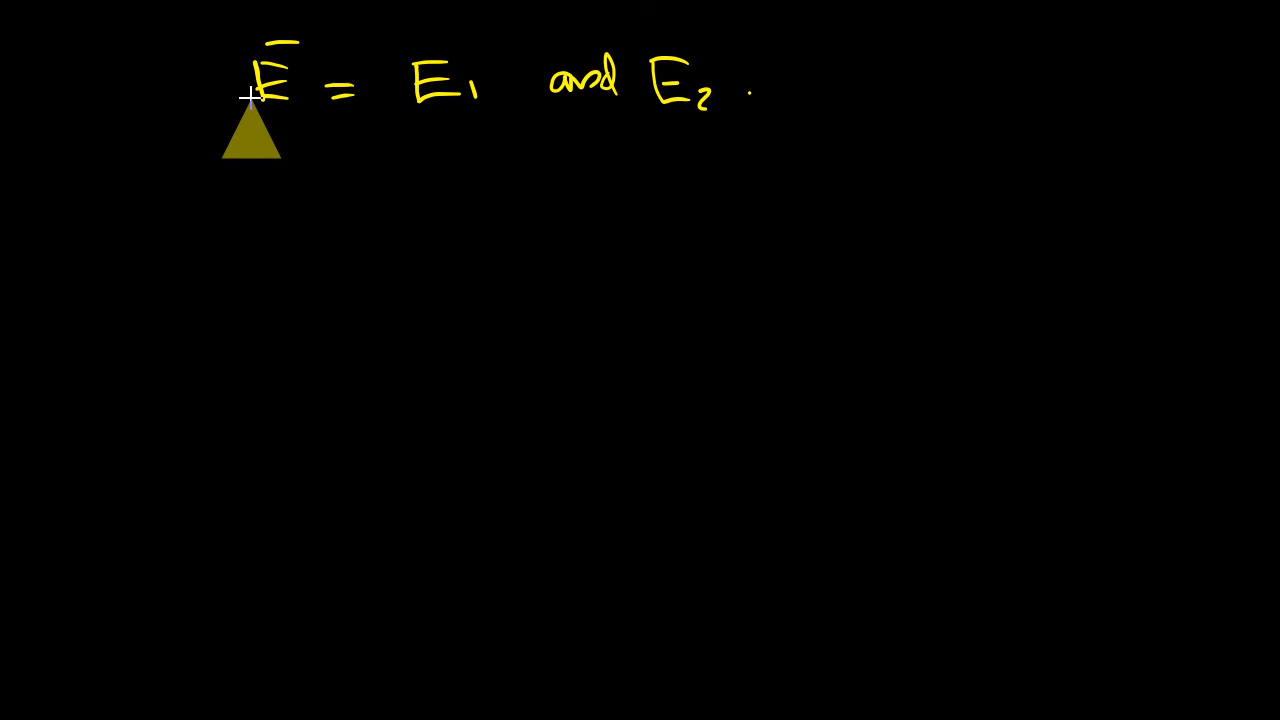 E̅ = E₁ and E₂ .